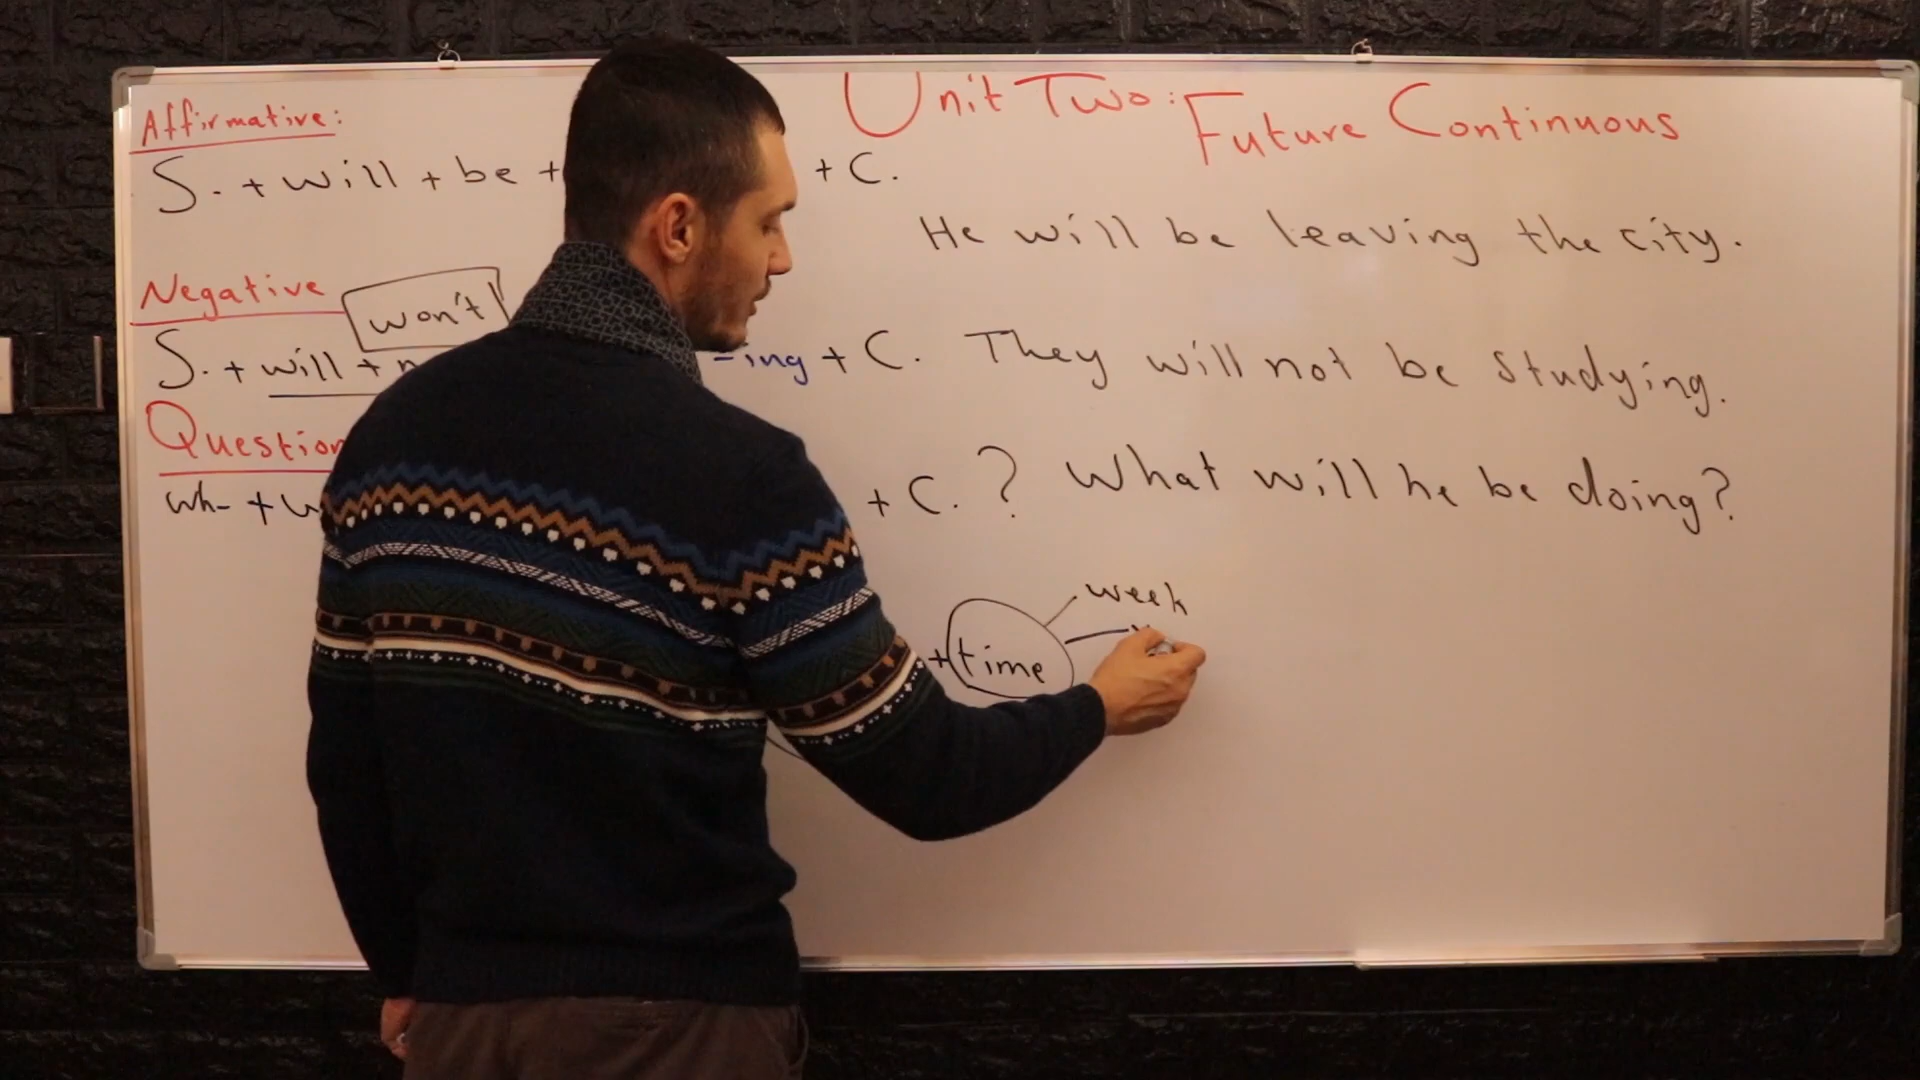 Unit Two: Future Continuous
Affirmative:
S. + will + be + + C.
He will be leaving the city.
Negative
won't
S. + will + -ing + C.
They will not be studying.
Question
wh- + + C. ?
What will he be doing?
+ time
week